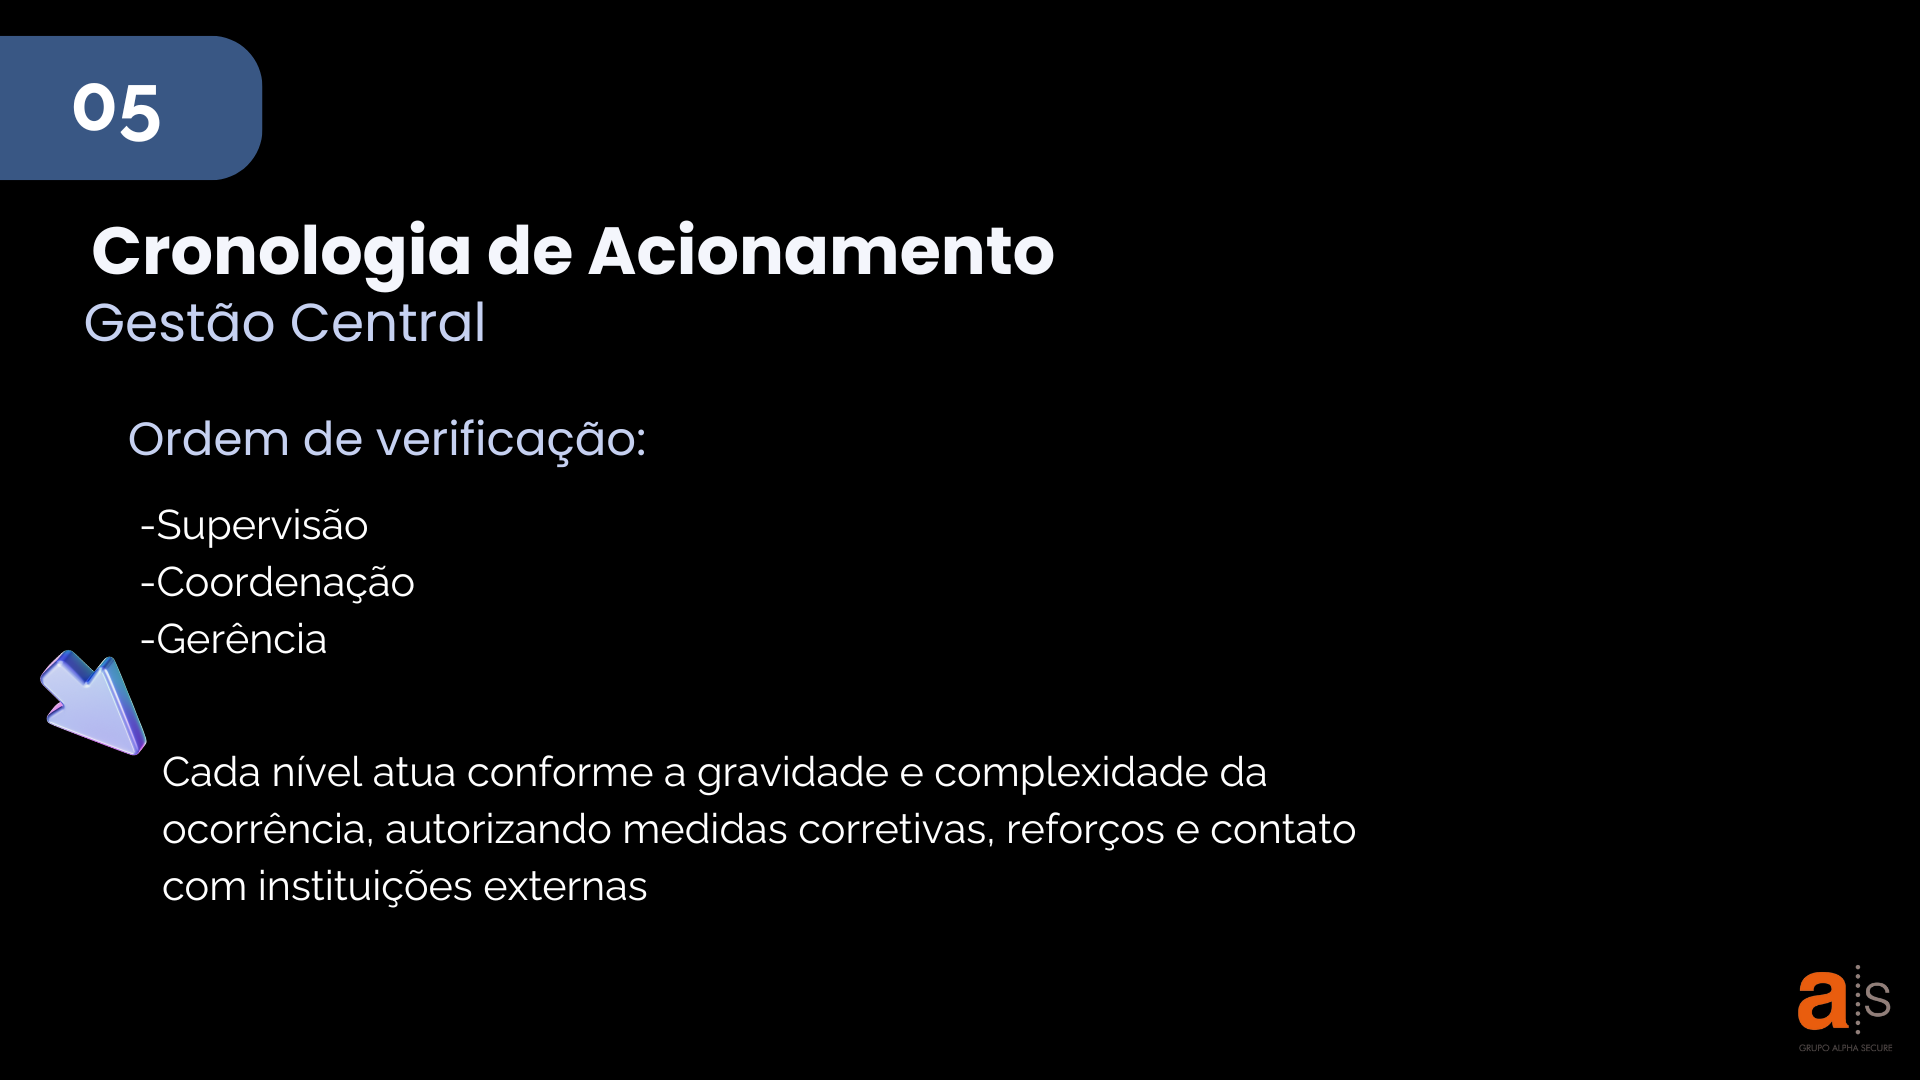 05
Cronologia de Acionamento
Gestão Central
Ordem de verificação:
-Supervisão
-Coordenação
-Gerência
Cada nível atua conforme a gravidade e complexidade da
ocorrência, autorizando medidas corretivas, reforços e contato
com instituições externas
a s
GRUPO ALPHA SECURE